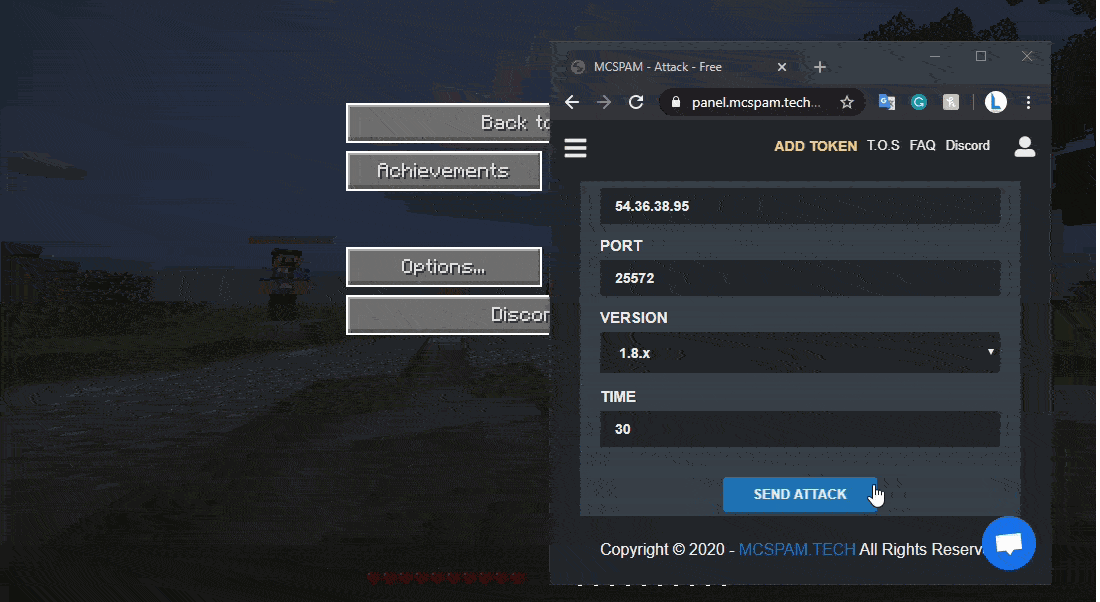 Back to
Achievements
Options...
Discon
MCSPAM - Attack - Free
panel.mcspam.tech...
ADD TOKEN T.O.S FAQ Discord
54.36.38.95
PORT
25572
VERSION
1.8.x
TIME
30
SEND ATTACK
Copyright © 2020 - MCSPAM.TECH All Rights Reserv